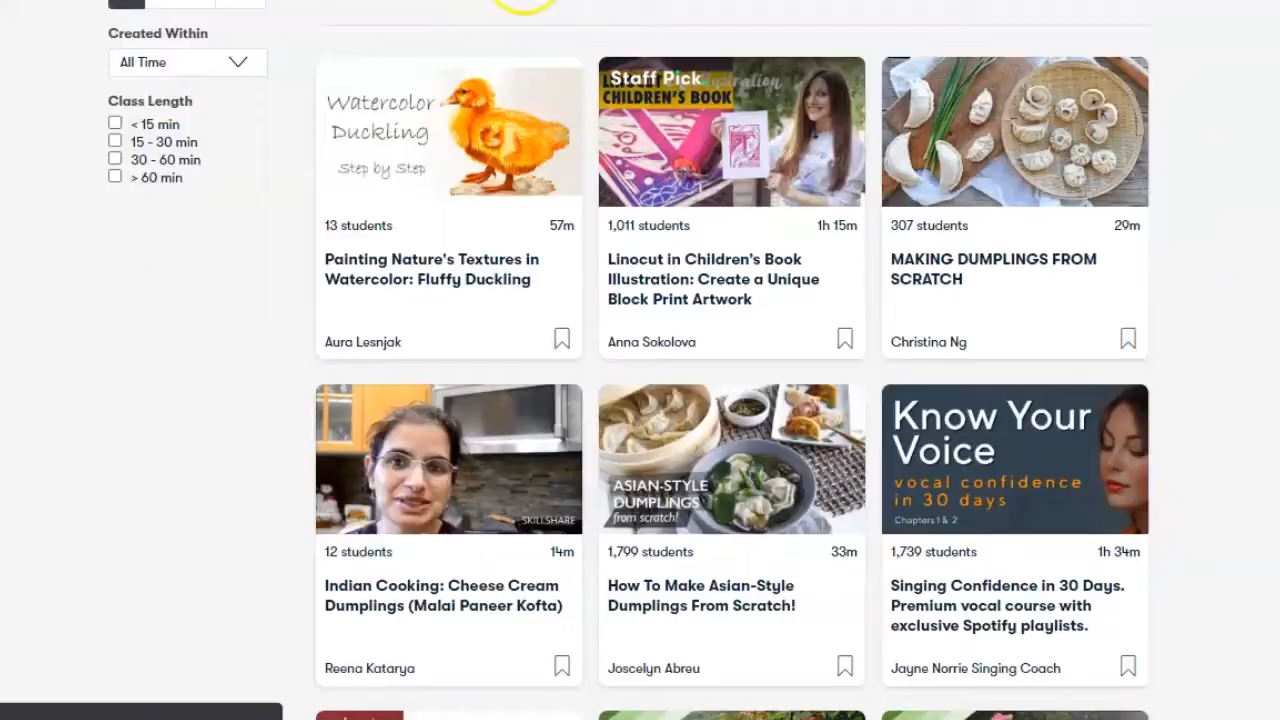 Created Within
All Time
Class Length
< 15 min
15 - 30 min
30 - 60 min
> 60 min
Watercolor
Duckling
Step by Step
13 students 57m
Painting Nature's Textures in
Watercolor: Fluffy Duckling
Aura Lesnjak
Staff Pick
CHILDREN'S BOOK
1,011 students 1h 15m
Linocut in Children's Book
Illustration: Create a Unique
Block Print Artwork
Anna Sokolova
307 students 29m
MAKING DUMPLINGS FROM
SCRATCH
Christina Ng
SKILLSHARE
12 students 14m
Indian Cooking: Cheese Cream
Dumplings (Malai Paneer Kofta)
Reena Katarya
ASIAN-STYLE
DUMPLINGS
from scratch!
1,799 students 33m
How To Make Asian-Style
Dumplings From Scratch!
Joscelyn Abreu
Know Your
Voice
vocal confidence
in 30 days
Chapters 1 & 2
1,739 students 1h 34m
Singing Confidence in 30 Days.
Premium vocal course with
exclusive Spotify playlists.
Jayne Norrie Singing Coach